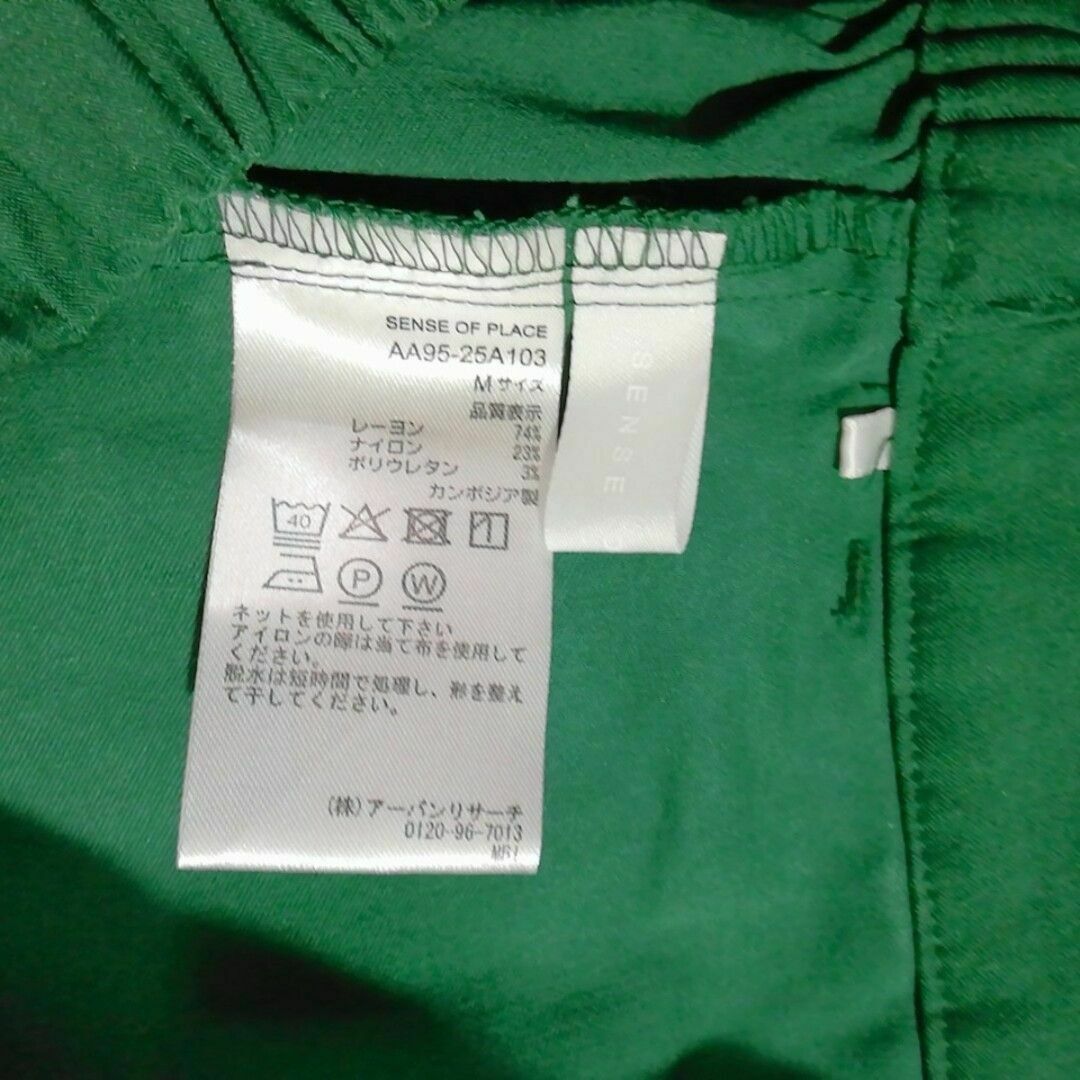 SENSE OF PLACE
AA95-25A103
Mサイズ
品質表示
レーヨン 74%
ナイロン 23%
ポリウレタン 3%
カンボジア製
40
P W
ネットを使用して下さい
アイロンの際は当て布を使用して
ください。
脱水は短時間で処理し、形を整え
て干してください。
(株)アーバンリサーチ
0120-96-7013
SENSE